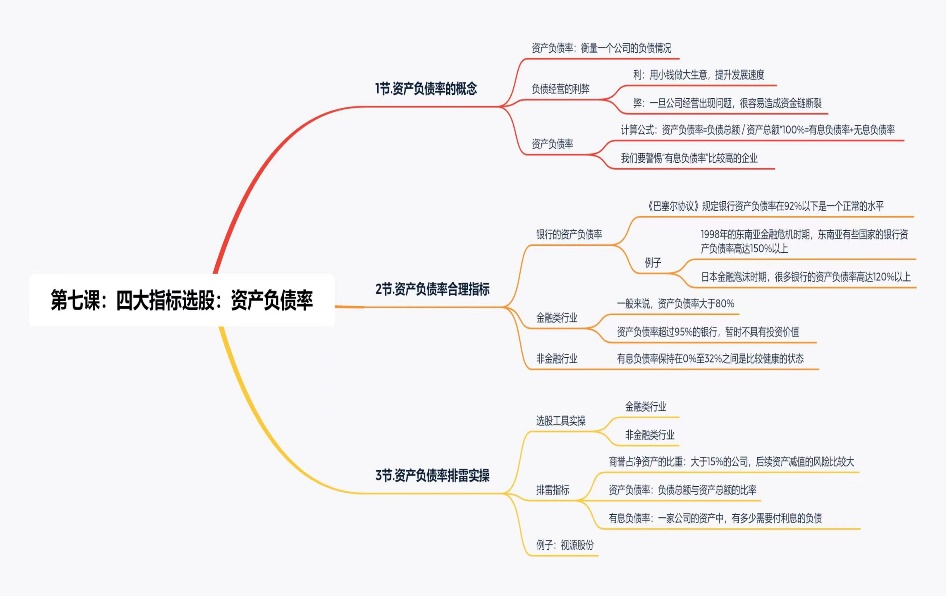 第七课：四大指标选股：资产负债率
1节.资产负债率的概念
资产负债率：衡量一个公司的负债情况
负债经营的利弊
利：用小钱做大生意，提升发展速度
弊：一旦公司经营出现问题，很容易造成资金链断裂
资产负债率
计算公式：资产负债率=负债总额 / 资产总额*100%=有息负债率+无息负债率
我们要警惕“有息负债率”比较高的企业
2节.资产负债率合理指标
银行的资产负债率
《巴塞尔协议》规定银行资产负债率在92%以下是一个正常的水平
例子
1998年的东南亚金融危机时期，东南亚有些国家的银行资
产负债率高达150%以上
日本金融泡沫时期，很多银行的资产负债率高达120%以上
金融类行业
一般来说，资产负债率大于80%
资产负债率超过95%的银行，暂时不具有投资价值
非金融行业
有息负债率保持在0%至32%之间是比较健康的状态
3节.资产负债率排雷实操
选股工具实操
金融类行业
非金融类行业
排雷指标
商誉占净资产的比重：大于15%的公司，后续资产减值的风险比较大
资产负债率：负债总额与资产总额的比率
有息负债率：一家公司的资产中，有多少需要付利息的负债
例子：视源股份